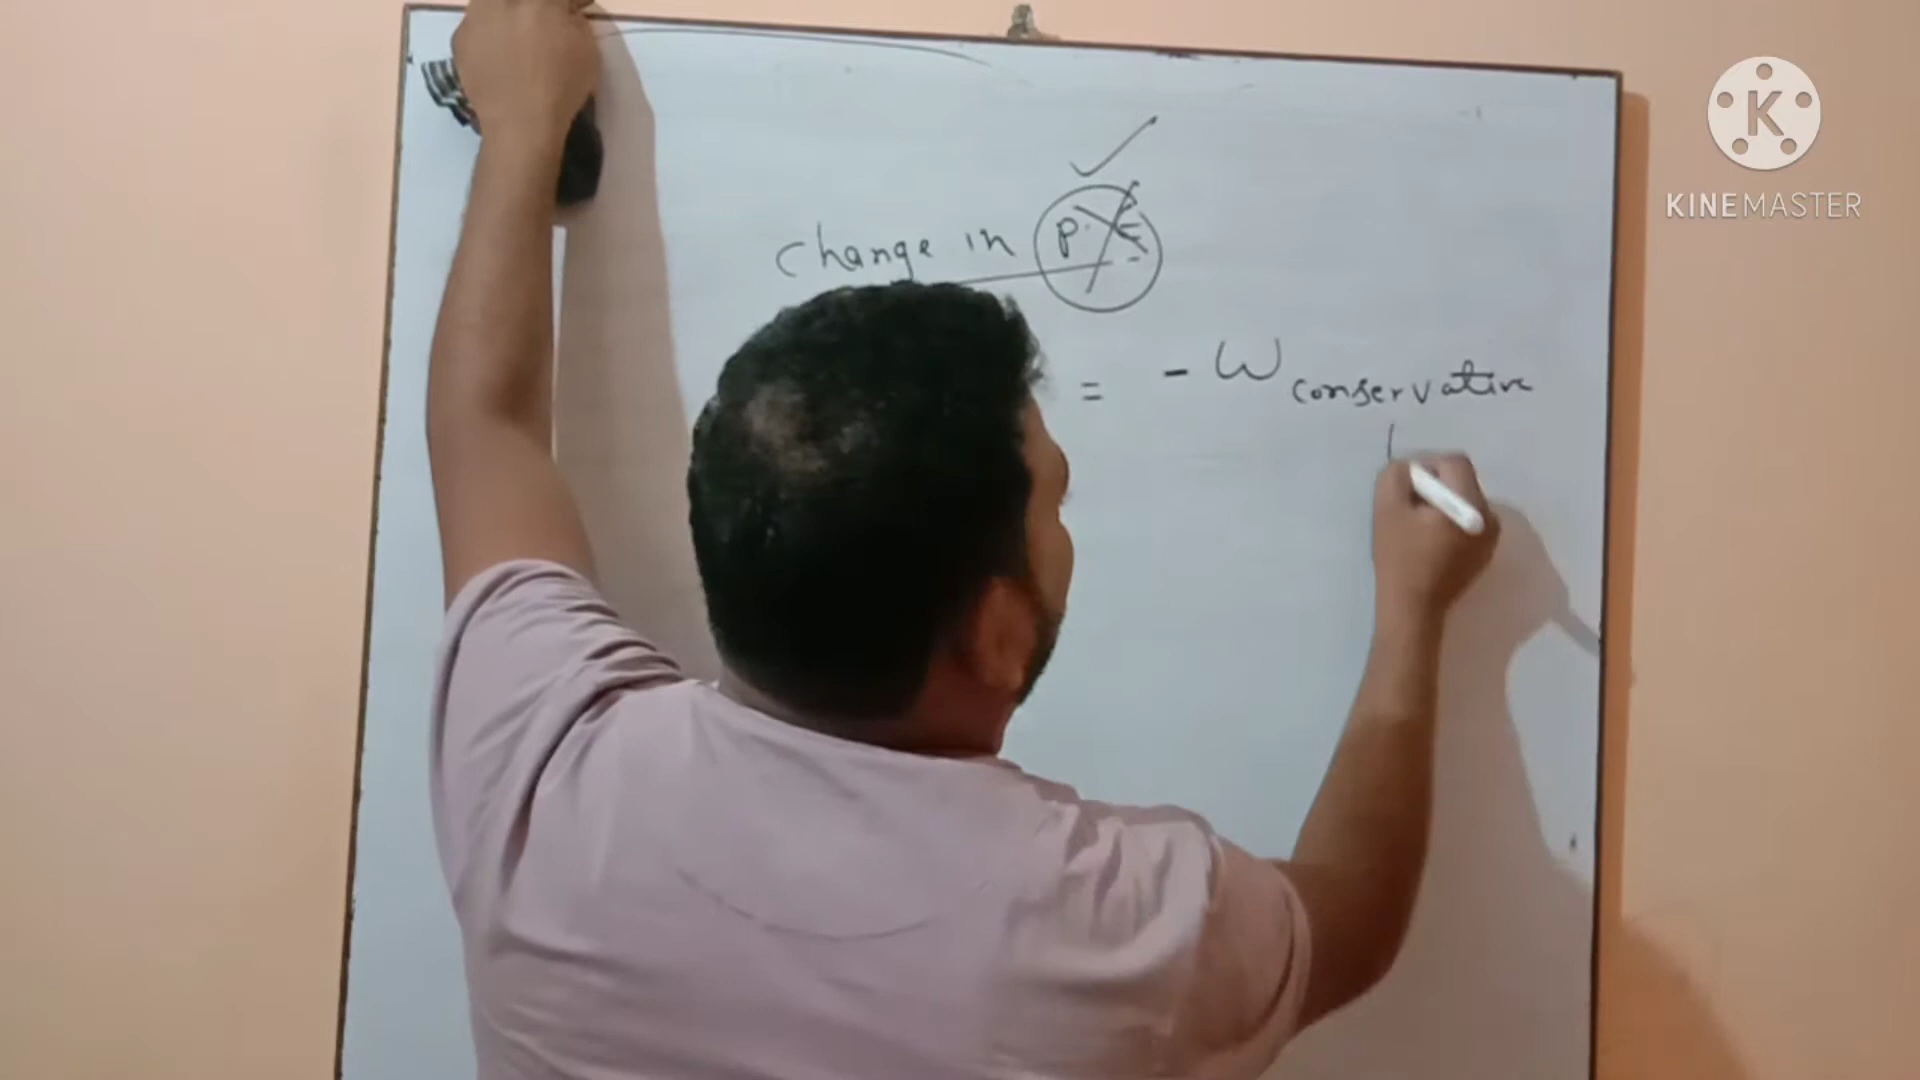 change in P.E
= - W conservative
K
KINEMASTER